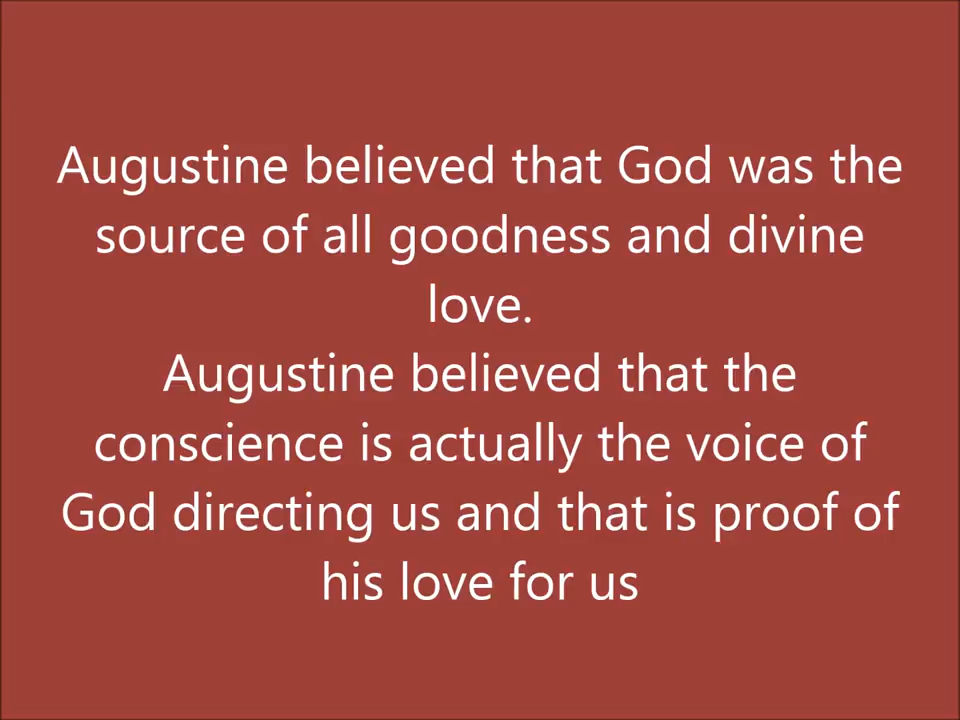 Augustine believed that God was the
source of all goodness and divine
love.
Augustine believed that the
conscience is actually the voice of
God directing us and that is proof of
his love for us